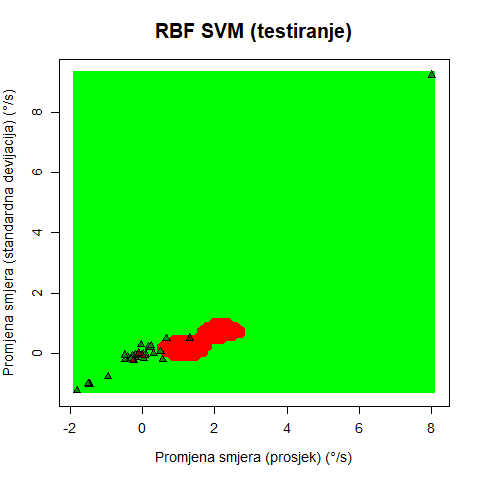 RBF SVM (testiranje)
Promjena smjera (standardna devijacija) (°/s)
8
6
4
2
0
-2 0 2 4 6 8
Promjena smjera (prosjek) (°/s)